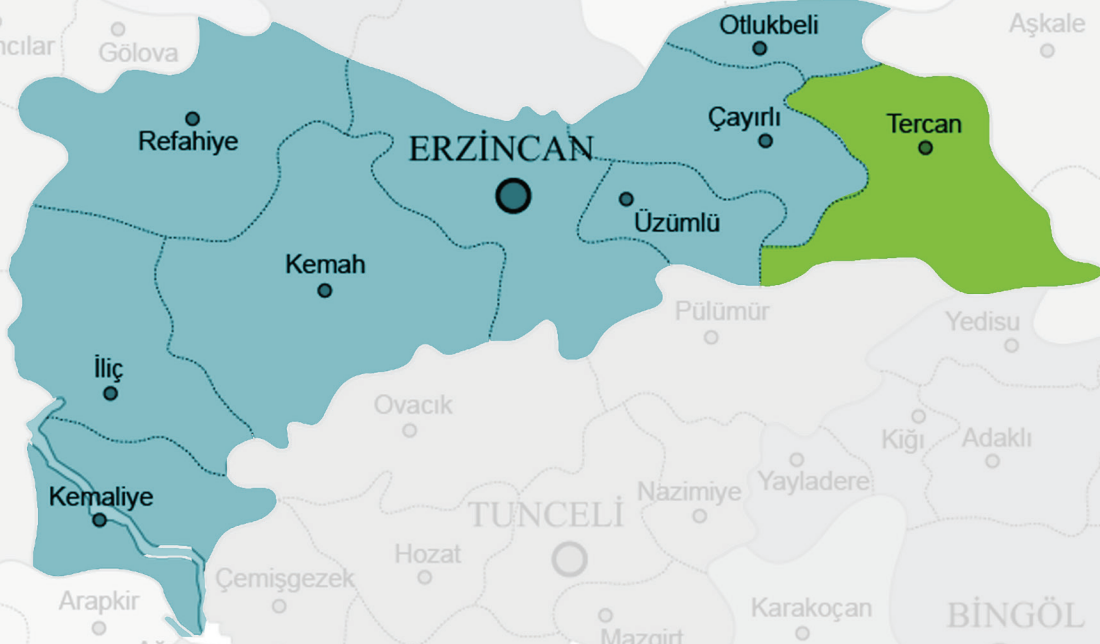 Otlukbeli
Aşkale
ncılar
Gölova
Çayırlı
Tercan
Refahiye
ERZİNCAN
Üzümlü
Kemah
Pülümür
Yedisu
İliç
Ovacık
Kiğı
Adaklı
Yayladere
Kemaliye
Nazimiye
TUNCELİ
Hozat
Çemişgezek
Arapkir
Karakoçan
BİNGÖL
Mazgirt